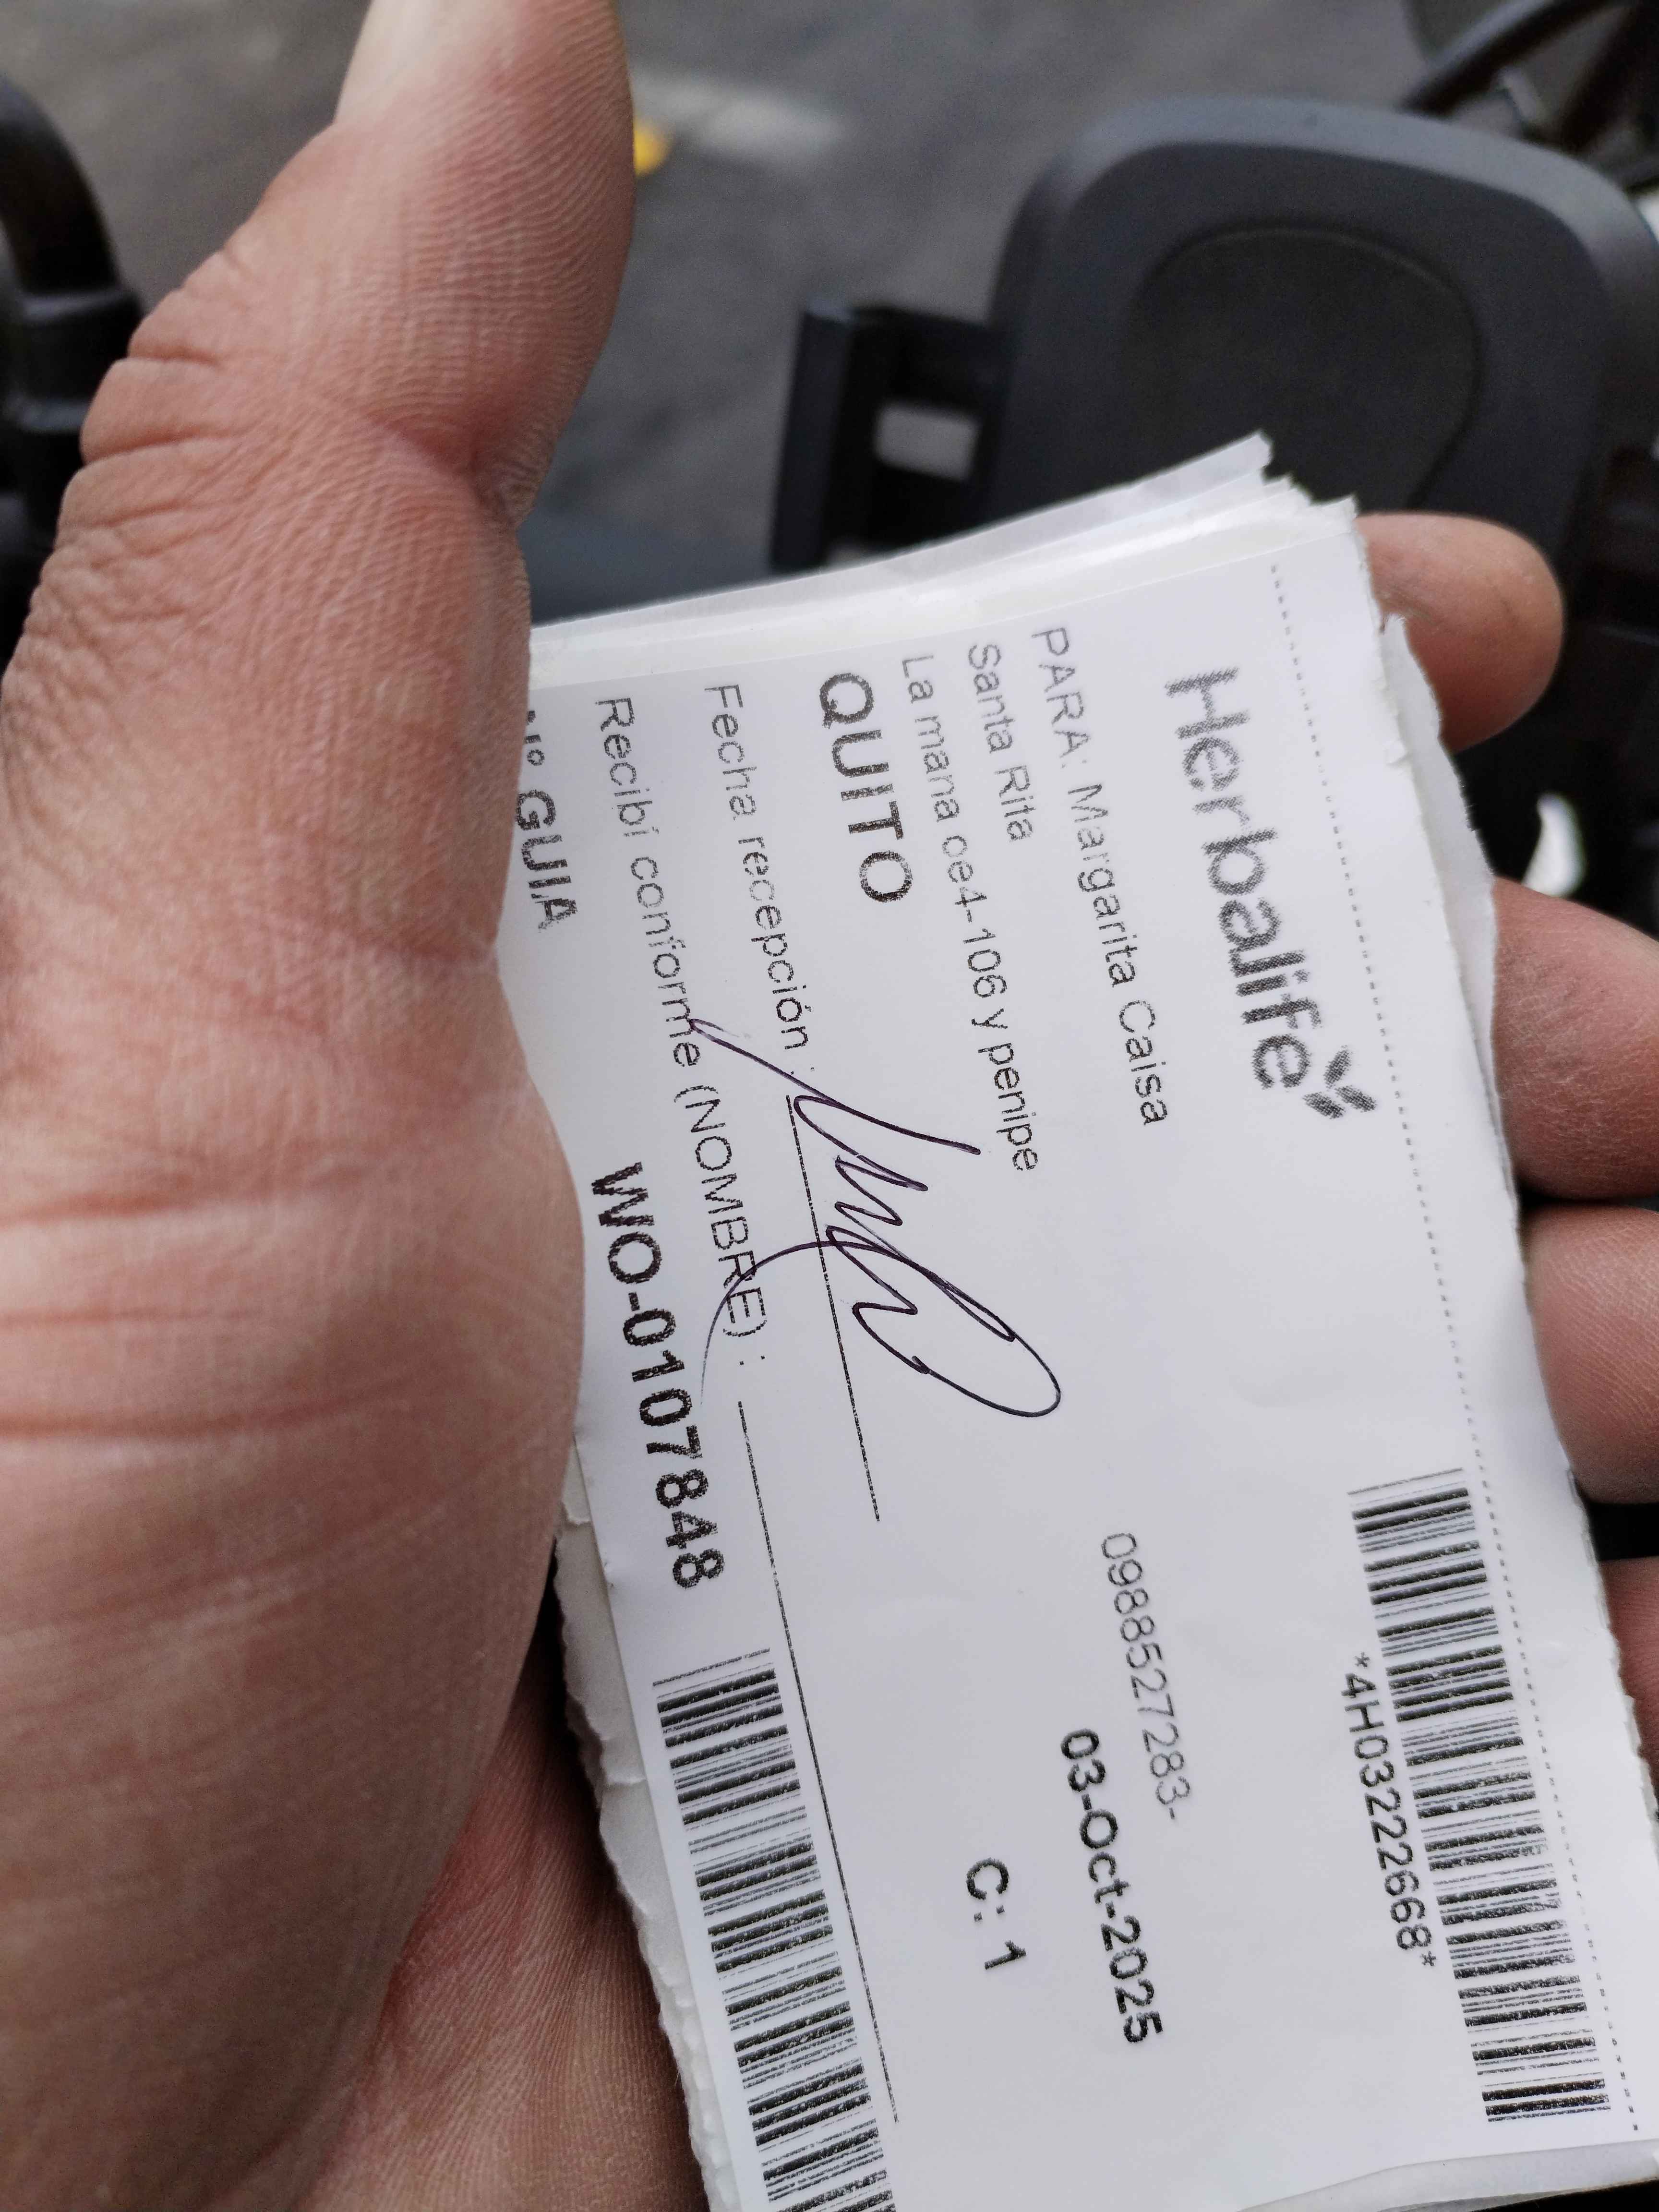 Herbalife
*4H0322668*
PARA: Margarita Caisa
0988527283-
Santa Rita
03-Oct-2025
La mana oe4-106 y penipe
QUITO
C: 1
Fecha recepción :
Recibí conforme (NOMBRE) :
N° GUIA
WO-0107848